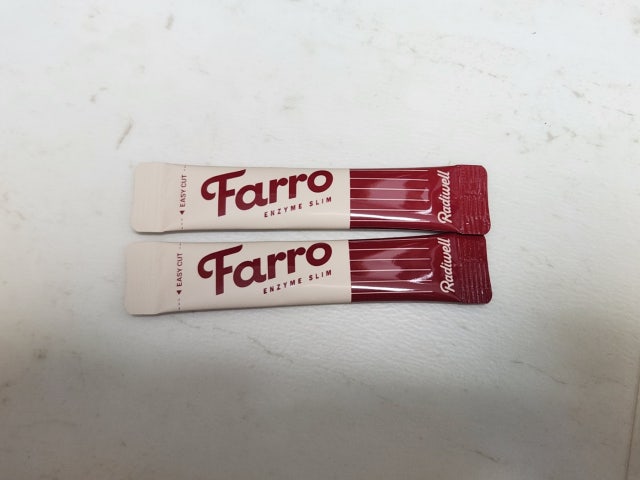 ◀ EASY CUT
Farro
ENZYME SLIM
Radiwell
◀ EASY CUT
Farro
ENZYME SLIM
Radiwell